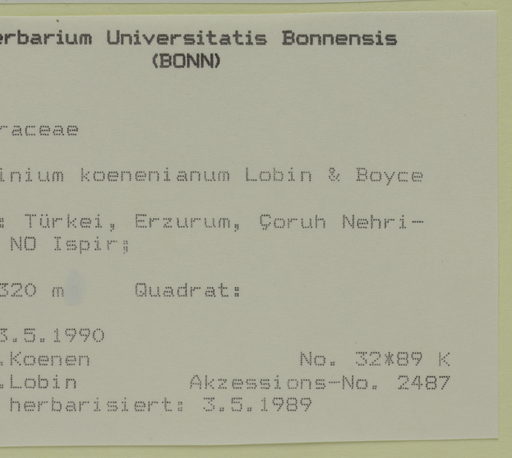 erbarium Universitatis Bonnensis
(BONN)
raceae
inium koenenianum Lobin & Boyce
: Türkei, Erzurum, Çoruh Nehri-
NO Ispir;
320 m Quadrat:
3.5.1990
.Koenen No. 32*89 K
.Lobin Akzessions-No. 2487
herbarisiert: 3.5.1989